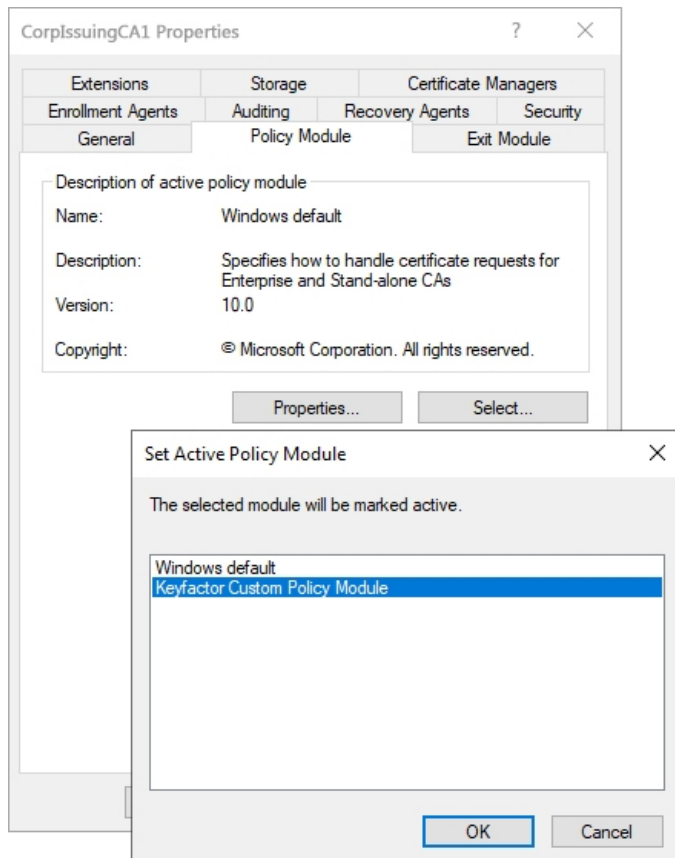 CorpIssuingCA1 Properties ?
Extensions Storage Certificate Managers
Enrollment Agents Auditing Recovery Agents Security
General Policy Module Exit Module
Description of active policy module
Name: Windows default
Description: Specifies how to handle certificate requests for
Enterprise and Stand-alone CAs
Version: 10.0
Copyright: © Microsoft Corporation. All rights reserved.
Properties... Select...
Set Active Policy Module
The selected module will be marked active.
Windows default
Keyfactor Custom Policy Module
OK Cancel